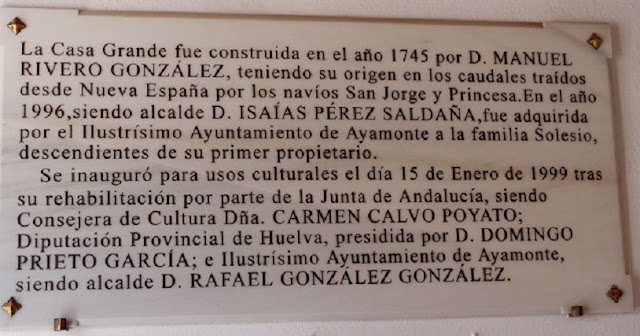 La Casa Grande fue construida en el año 1745 por D. MANUEL
RIVERO GONZÁLEZ, teniendo su origen en los caudales traídos
desde Nueva España por los navíos San Jorge y Princesa.En el año
1996,siendo alcalde D. ISAÍAS PÉREZ SALDAÑA,fue adquirida
por el Ilustrísimo Ayuntamiento de Ayamonte a la familia Solesio,
descendientes de su primer propietario.
Se inauguró para usos culturales el día 15 de Enero de 1999 tras
su rehabilitación por parte de la Junta de Andalucía, siendo
Consejera de Cultura Dña. CARMEN CALVO POYATO;
Diputación Provincial de Huelva, presidida por D. DOMINGO
PRIETO GARCÍA; e Ilustrísimo Ayuntamiento de Ayamonte,
siendo alcalde D. RAFAEL GONZÁLEZ GONZÁLEZ.